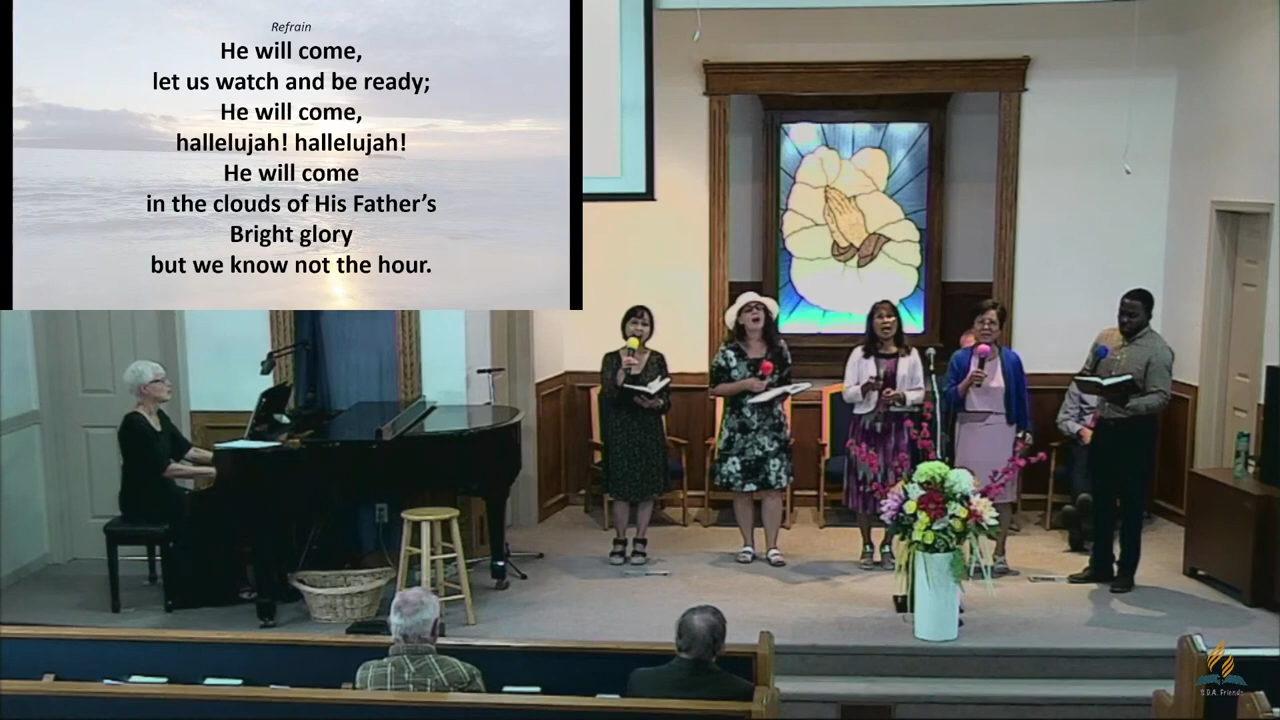 Refrain
He will come,
let us watch and be ready;
He will come,
hallelujah! hallelujah!
He will come
in the clouds of His Father’s
Bright glory
but we know not the hour.
S.D.A. Friends